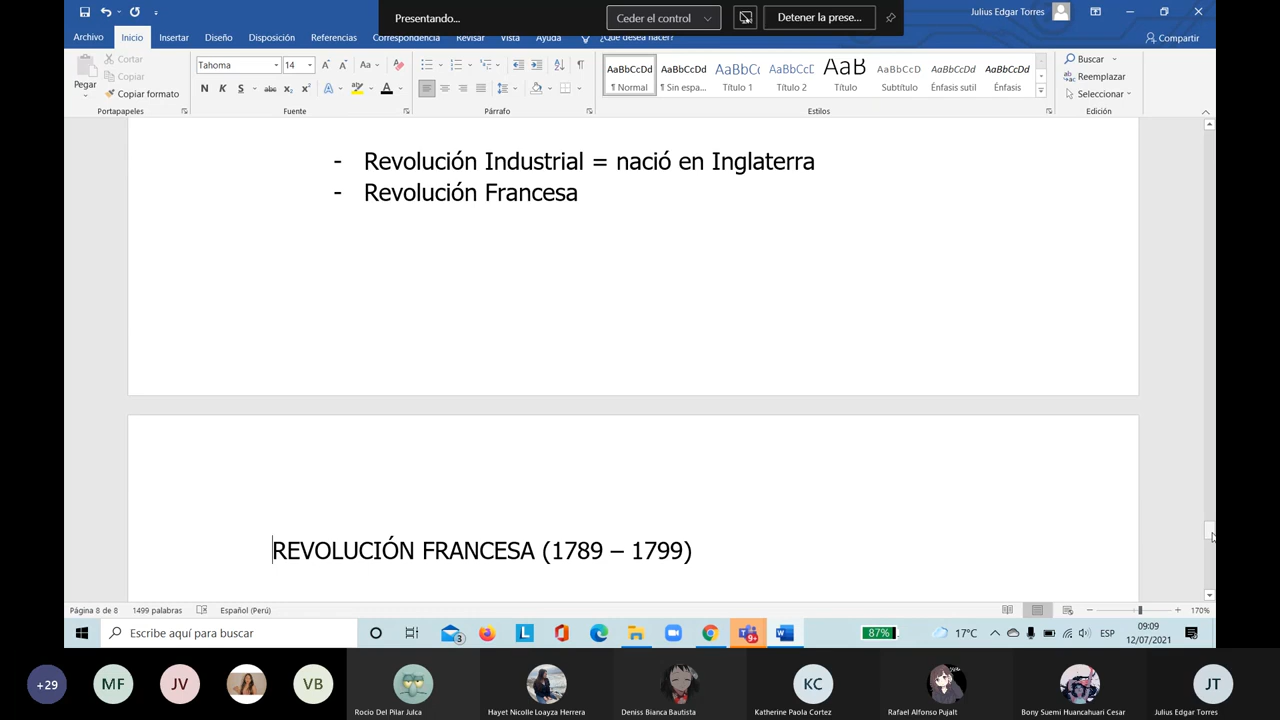 Presentando...
Ceder el control
Detener la prese...
Julius Edgar Torres
Archivo Inicio Insertar Diseño Disposición Referencias Correspondencia Revisar Vista Ayuda ¿Qué desea hacer? Compartir
Pegar
Cortar
Copiar
Copiar formato
Portapapeles
Tahoma 14
N K S abc x₂ x²
Fuente
Párrafo
AaBbCcDd AaBbCcDd AaBbCc AaBbCcD AaB AaBbCcD AaBbCcDd AaBbCcDd
¶ Normal ¶ Sin espa... Título 1 Título 2 Título Subtítulo Énfasis sutil Énfasis
Estilos
Buscar
Reemplazar
Seleccionar
Edición
- Revolución Industrial = nació en Inglaterra
- Revolución Francesa
REVOLUCIÓN FRANCESA (1789 – 1799)
Página 8 de 8 1499 palabras Español (Perú) 170%
Escribe aquí para buscar
3
9+
87%
17°C
ESP
09:09
12/07/2021
+29 MF JV VB KC JT
Rocio Del Pilar Julca
Hayet Nicolle Loayza Herrera
Deniss Bianca Bautista
Katherine Paola Cortez
Rafael Alfonso Pujalt
Bony Suemi Huancahuari Cesar
Julius Edgar Torres